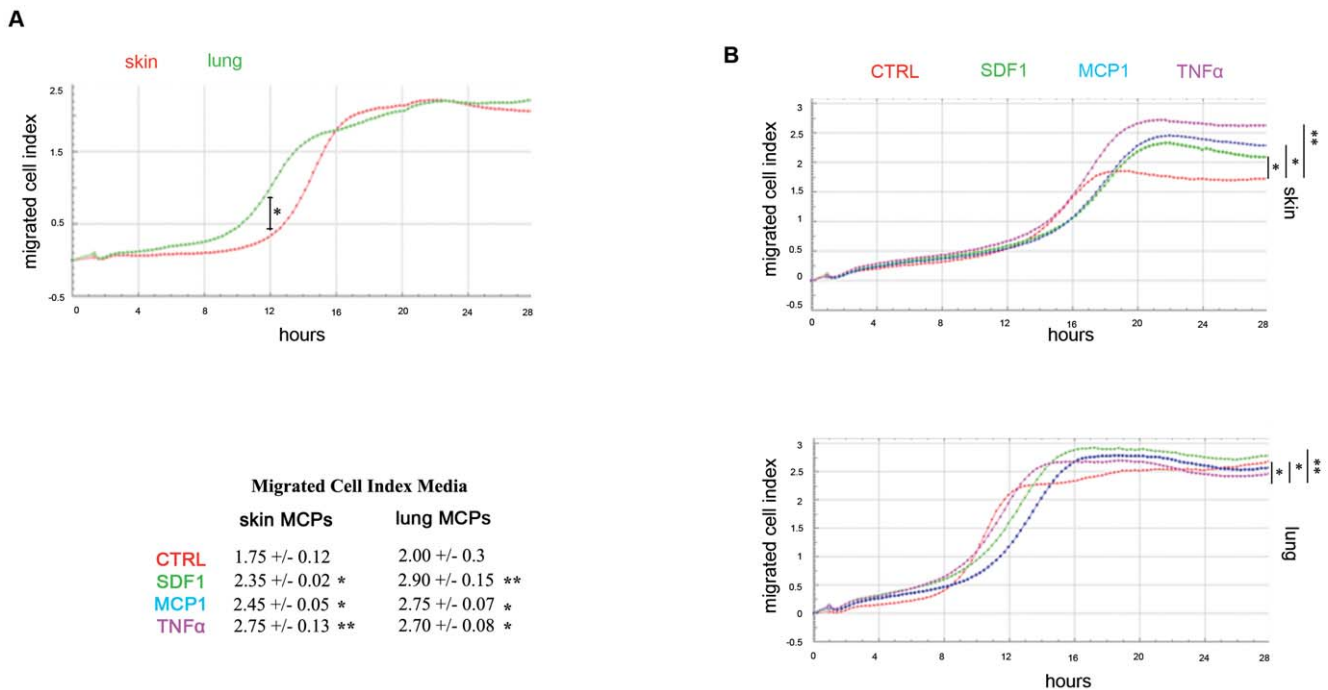 A
skin lung
2.5
1.5
0.5
-0.5
*
0 4 8 12 16 20 24 28
migrated cell index
hours
Migrated Cell Index Media
skin MCPs lung MCPs
CTRL 1.75 +/- 0.12 2.00 +/- 0.3
SDF1 2.35 +/- 0.02 * 2.90 +/- 0.15 **
MCP1 2.45 +/- 0.05 * 2.75 +/- 0.07 *
TNFα 2.75 +/- 0.13 ** 2.70 +/- 0.08 *
B
CTRL SDF1 MCP1 TNFα
3
2.5
2
1.5
1
0.5
0
-0.5
0 4 8 12 16 20 24 28
migrated cell index
hours
* * **
skin
3
2.5
2
1.5
1
0.5
0
-0.5
0 4 8 12 16 20 24 28
migrated cell index
hours
* * **
lung